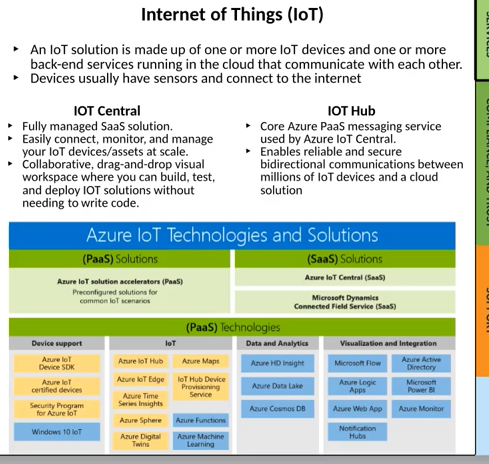 Internet of Things (IoT)
‣ An IoT solution is made up of one or more IoT devices and one or more
back-end services running in the cloud that communicate with each other.
‣ Devices usually have sensors and connect to the internet
IOT Central
‣ Fully managed SaaS solution.
‣ Easily connect, monitor, and manage
your IoT devices/assets at scale.
‣ Collaborative, drag-and-drop visual
workspace where you can build, test,
and deploy IOT solutions without
needing to write code.
IOT Hub
‣ Core Azure PaaS messaging service
used by Azure IoT Central.
‣ Enables reliable and secure
bidirectional communications between
millions of IoT devices and a cloud
solution
Azure IoT Technologies and Solutions
(PaaS) Solutions
Azure IoT solution accelerators (PaaS)
Preconfigured solutions for
common IoT scenarios
(SaaS) Solutions
Azure IoT Central (SaaS)
Microsoft Dynamics
Connected Field Service (SaaS)
(PaaS) Technologies
Device support
Azure IoT
Device SDK
Azure IoT
certified devices
Security Program
for Azure IoT
Windows 10 IoT
IoT
Azure IoT Hub
Azure IoT Edge
Azure Time
Series Insights
Azure Sphere
Azure Digital
Twins
Azure Maps
IoT Hub Device
Provisioning
Service
Azure Functions
Azure Machine
Learning
Data and Analytics
Azure HD Insight
Azure Data Lake
Azure Cosmos DB
Visualization and Integration
Microsoft Flow
Azure Logic
Apps
Azure Web App
Notification
Hubs
Azure Active
Directory
Microsoft
Power BI
Azure Monitor